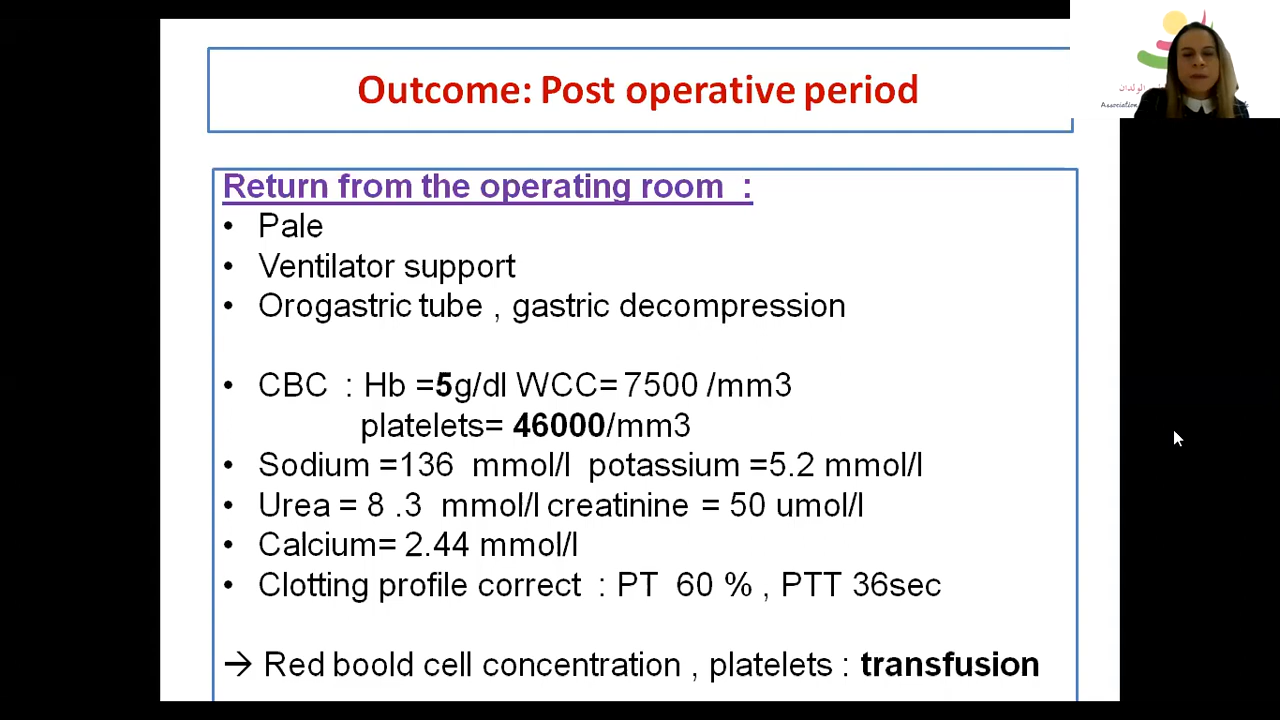 Outcome: Post operative period
الولدان
Association
Return from the operating room :
• Pale
• Ventilator support
• Orogastric tube , gastric decompression
• CBC : Hb =5g/dl WCC= 7500 /mm3
platelets= 46000/mm3
• Sodium =136 mmol/l potassium =5.2 mmol/l
• Urea = 8 .3 mmol/l creatinine = 50 umol/l
• Calcium= 2.44 mmol/l
• Clotting profile correct : PT 60 % , PTT 36sec
→ Red boold cell concentration , platelets : transfusion